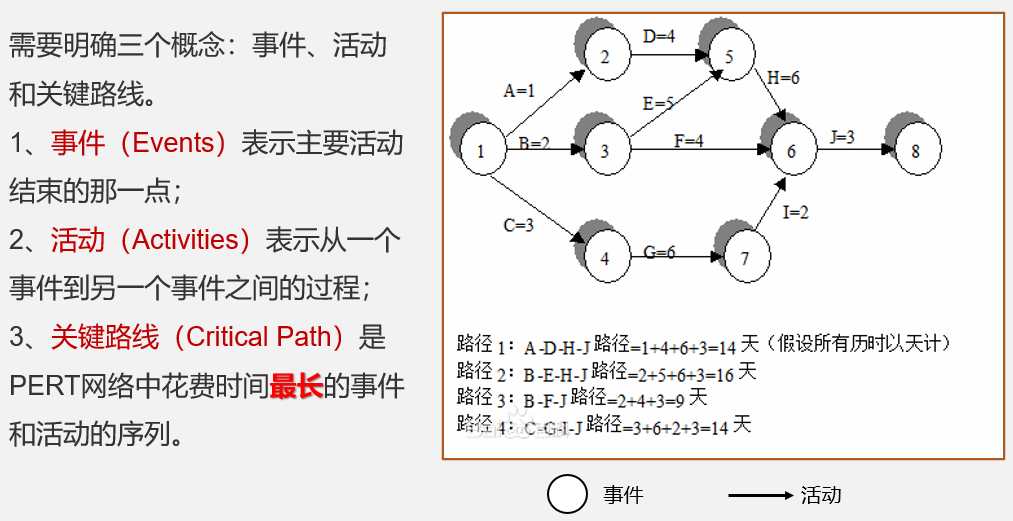 需要明确三个概念：事件、活动
和关键路线。
1、事件（Events）表示主要活动
结束的那一点；
2、活动（Activities）表示从一个
事件到另一个事件之间的过程；
3、关键路线（Critical Path）是
PERT网络中花费时间最长的事件
和活动的序列。
D=4
2
5
A=1
H=6
E=5
1
B=2
3
F=4
6
J=3
8
C=3
I=2
4
G=6
7
路径 1：A-D-H-J 路径=1+4+6+3=14 天（假设所有历时以天计）
路径 2：B-E-H-J 路径=2+5+6+3=16 天
路径 3：B-F-J 路径=2+4+3=9 天
路径 4：C-G-I-J 路径=3+6+2+3=14 天
事件
活动